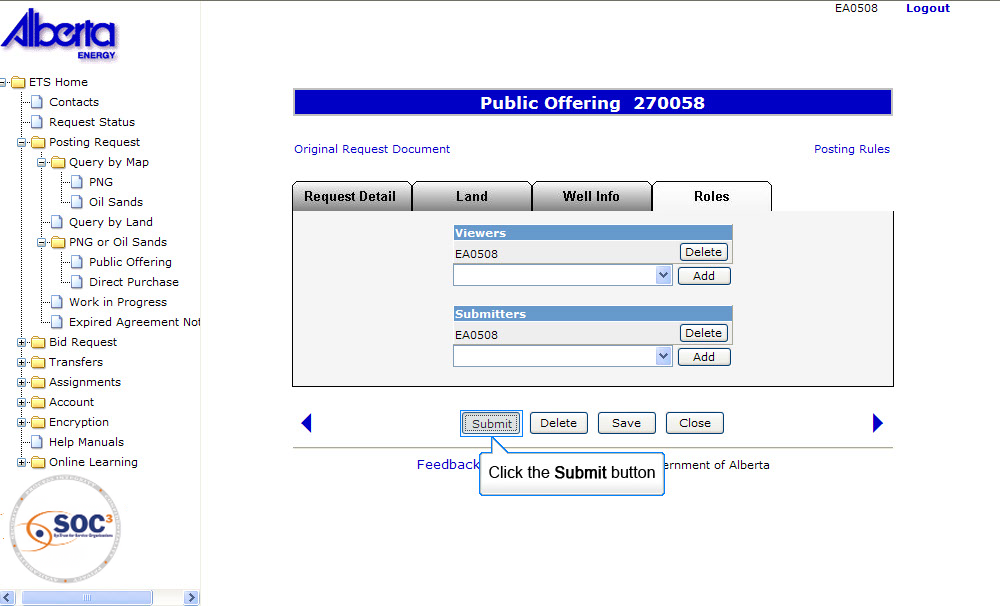 EA0508 Logout
Alberta
ENERGY
ETS Home
Contacts
Request Status
Posting Request
Query by Map
PNG
Oil Sands
Query by Land
PNG or Oil Sands
Public Offering
Direct Purchase
Work in Progress
Expired Agreement Not
Bid Request
Transfers
Assignments
Account
Encryption
Help Manuals
Online Learning
SOC3
Public Offering 270058
Original Request Document Posting Rules
Request Detail Land Well Info Roles
Viewers
EA0508 Delete
Add
Submitters
EA0508 Delete
Add
Submit Delete Save Close
Feedback ernment of Alberta
Click the Submit button